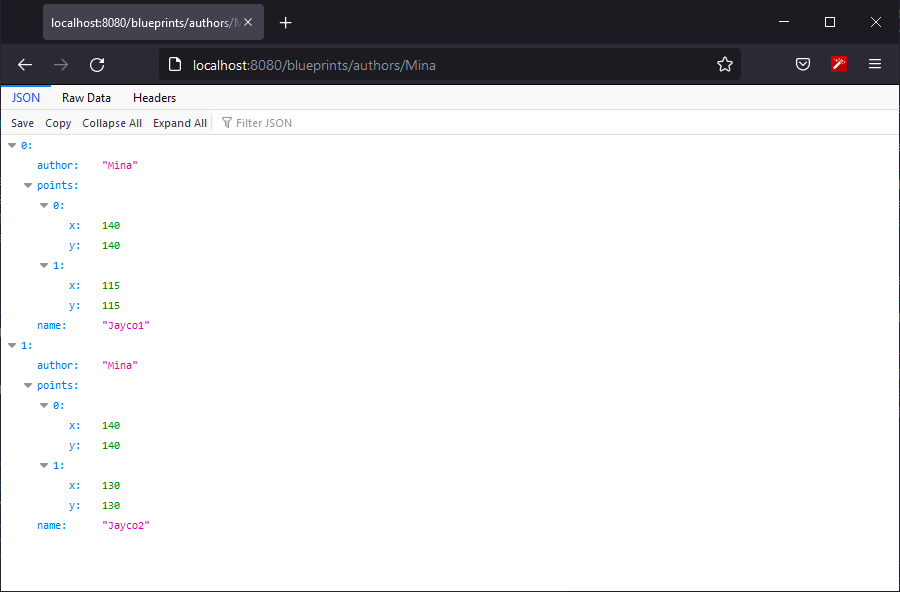 localhost:8080/blueprints/authors/M
localhost:8080/blueprints/authors/Mina
JSON Raw Data Headers
Save Copy Collapse All Expand All Filter JSON
0:
author: "Mina"
points:
0:
x: 140
y: 140
1:
x: 115
y: 115
name: "Jayco1"
1:
author: "Mina"
points:
0:
x: 140
y: 140
1:
x: 130
y: 130
name: "Jayco2"